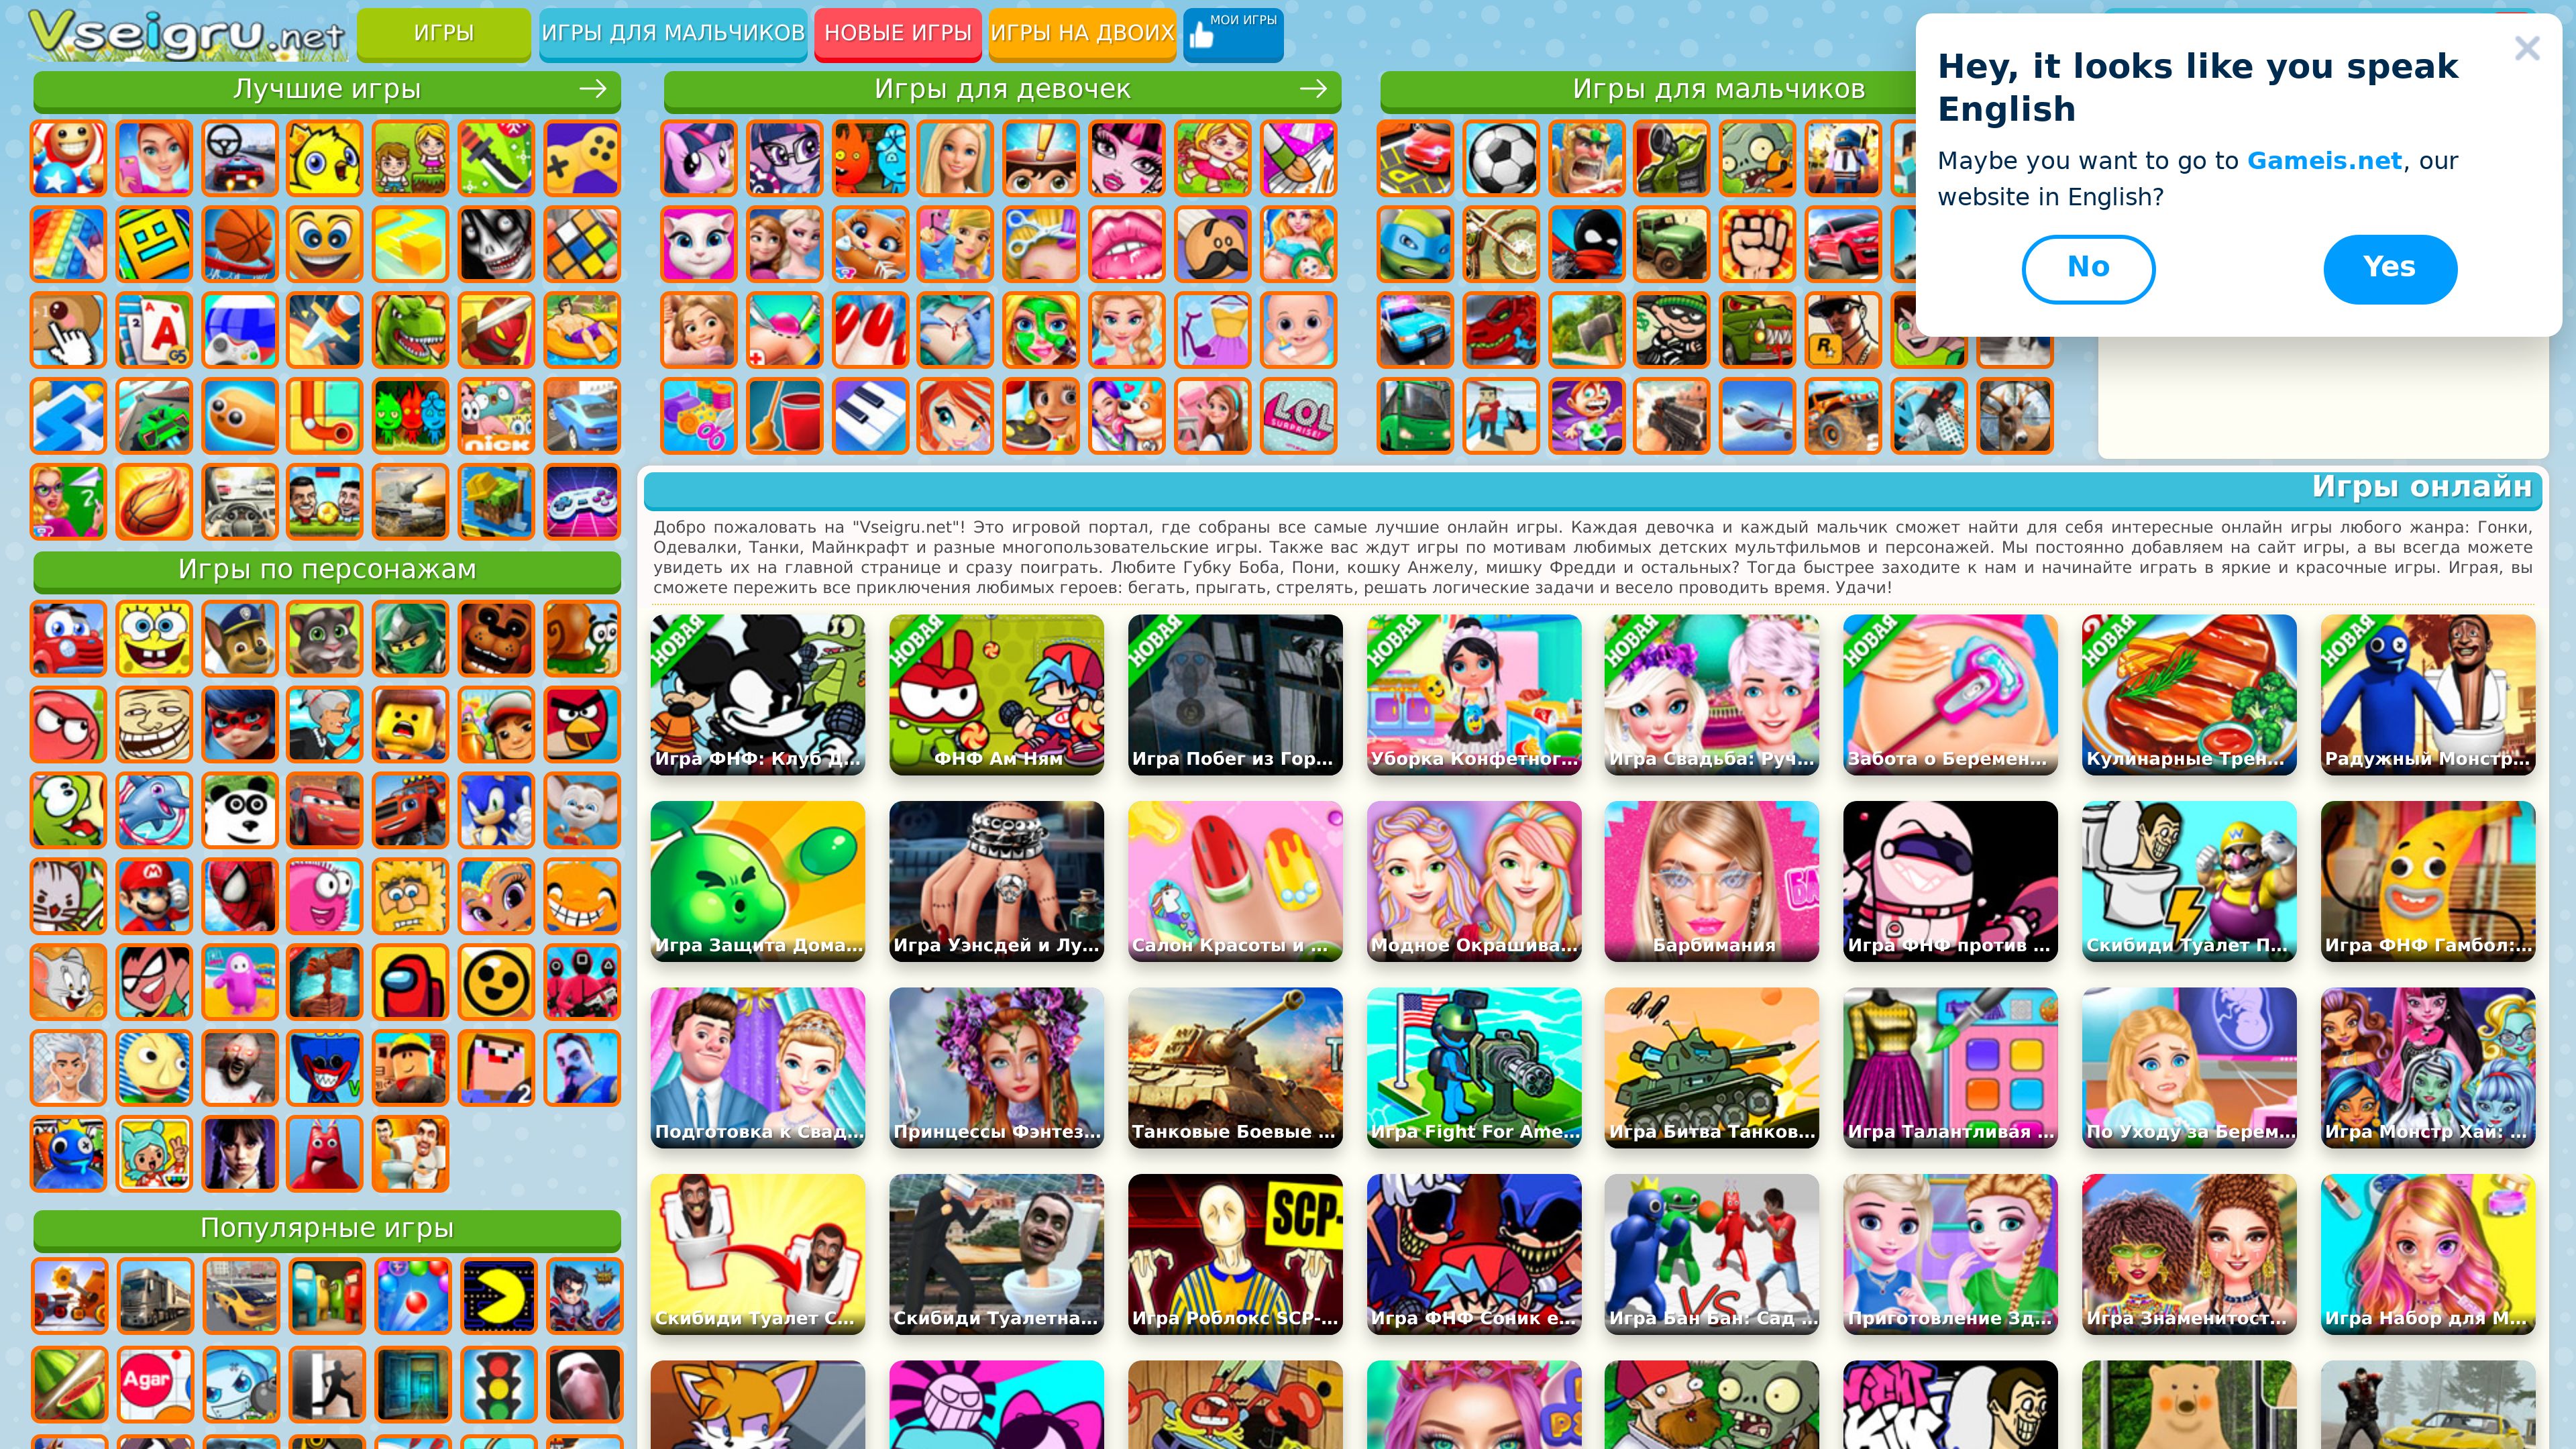 Vseigru.net
ИГРЫ
ИГРЫ ДЛЯ МАЛЬЧИКОВ
НОВЫЕ ИГРЫ
ИГРЫ НА ДВОИХ
МОИ ИГРЫ
Hey, it looks like you speak
English
Maybe you want to go to Gameis.net, our
website in English?
No
Yes
Лучшие игры
Игры для девочек
Игры для мальчиков
Игры по персонажам
Популярные игры
Agar
nick
LOL
SURPRISE!
Игры онлайн
Добро пожаловать на "Vseigru.net"! Это игровой портал, где собраны все самые лучшие онлайн игры. Каждая девочка и каждый мальчик сможет найти для себя интересные онлайн игры любого жанра: Гонки,
Одевалки, Танки, Майнкрафт и разные многопользовательские игры. Также вас ждут игры по мотивам любимых детских мультфильмов и персонажей. Мы постоянно добавляем на сайт игры, а вы всегда можете
увидеть их на главной странице и сразу поиграть. Любите Губку Боба, Пони, кошку Анжелу, мишку Фредди и остальных? Тогда быстрее заходите к нам и начинайте играть в яркие и красочные игры. Играя, вы
сможете пережить все приключения любимых героев: бегать, прыгать, стрелять, решать логические задачи и весело проводить время. Удачи!
НОВАЯ
НОВАЯ
НОВАЯ
НОВАЯ
НОВАЯ
НОВАЯ
НОВАЯ
НОВАЯ
Игра ФНФ: Клуб Д...
ФНФ Ам Ням
Игра Побег из Гор...
Уборка Конфетног...
Игра Свадьба: Руч...
Забота о Беремен...
Кулинарные Трен...
Радужный Монстр...
Игра Защита Дома...
Игра Уэнсдей и Лу...
Салон Красоты и ...
Модное Окрашива...
Барбимания
Игра ФНФ против ...
Скибиди Туалет П...
Игра ФНФ Гамбол:...
Подготовка к Свад...
Принцессы Фэнтез...
Танковые Боевые ...
Игра Fight For Ame...
Игра Битва Танков...
Игра Талантливая ...
По Уходу за Берем...
Игра Монстр Хай: ...
SCP-
VS
Скибиди Туалет С...
Скибиди Туалетна...
Игра Роблокс SCP-...
Игра ФНФ Соник е...
Игра Бан Бан: Сад ...
Приготовление Зд...
Игра Знаменитост...
Игра Набор для М...